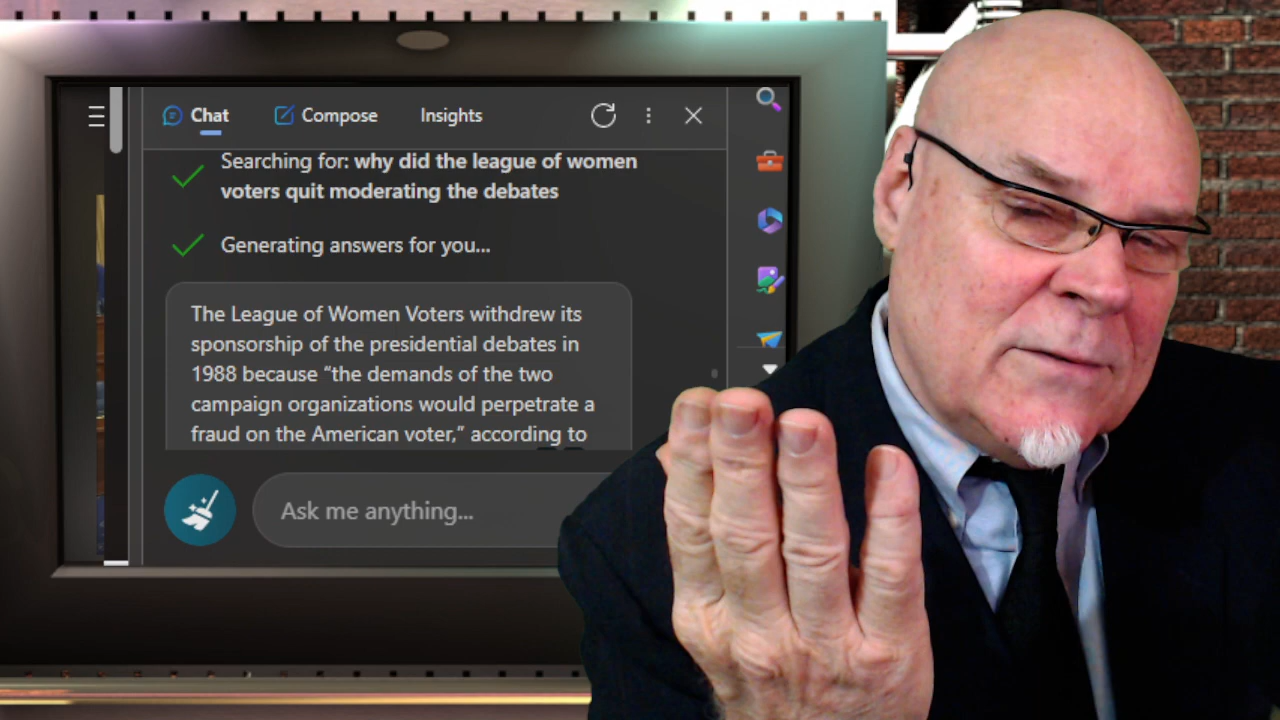 Chat
Compose
Insights
Searching for: why did the league of women
voters quit moderating the debates
Generating answers for you...
The League of Women Voters withdrew its
sponsorship of the presidential debates in
1988 because “the demands of the two
campaign organizations would perpetrate a
fraud on the American voter,” according to
Ask me anything...